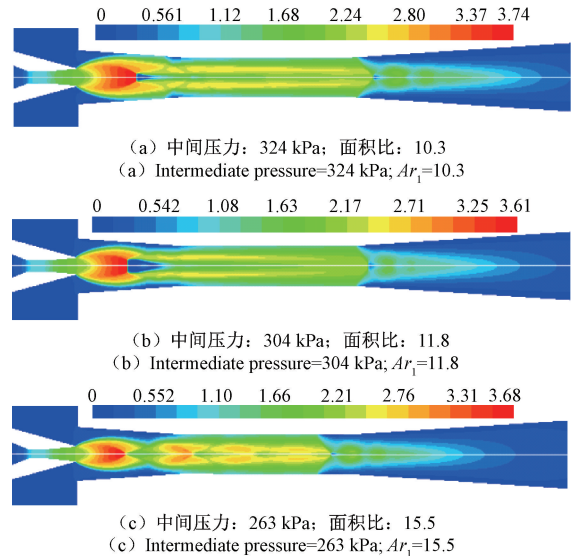 0 0.561 1.12 1.68 2.24 2.80 3.37 3.74
（a）中间压力：324 kPa；面积比：10.3
（a）Intermediate pressure=324 kPa; Ar₁=10.3
0 0.542 1.08 1.63 2.17 2.71 3.25 3.61
（b）中间压力：304 kPa；面积比：11.8
（b）Intermediate pressure=304 kPa; Ar₁=11.8
0 0.552 1.10 1.66 2.21 2.76 3.31 3.68
（c）中间压力：263 kPa；面积比：15.5
（c）Intermediate pressure=263 kPa; Ar₁=15.5